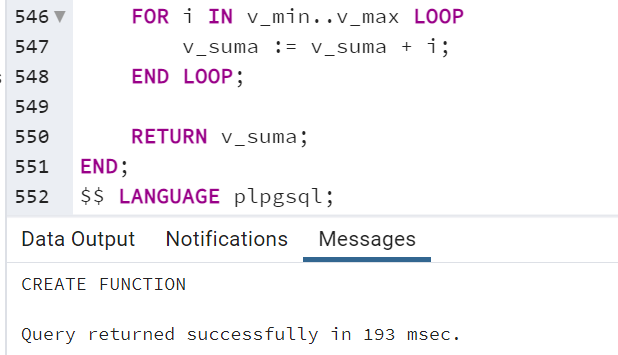 546 FOR i IN v_min..v_max LOOP
547 v_suma := v_suma + i;
548 END LOOP;
549
550 RETURN v_suma;
551 END;
552 $$ LANGUAGE plpgsql;
Data Output Notifications Messages
CREATE FUNCTION
Query returned successfully in 193 msec.